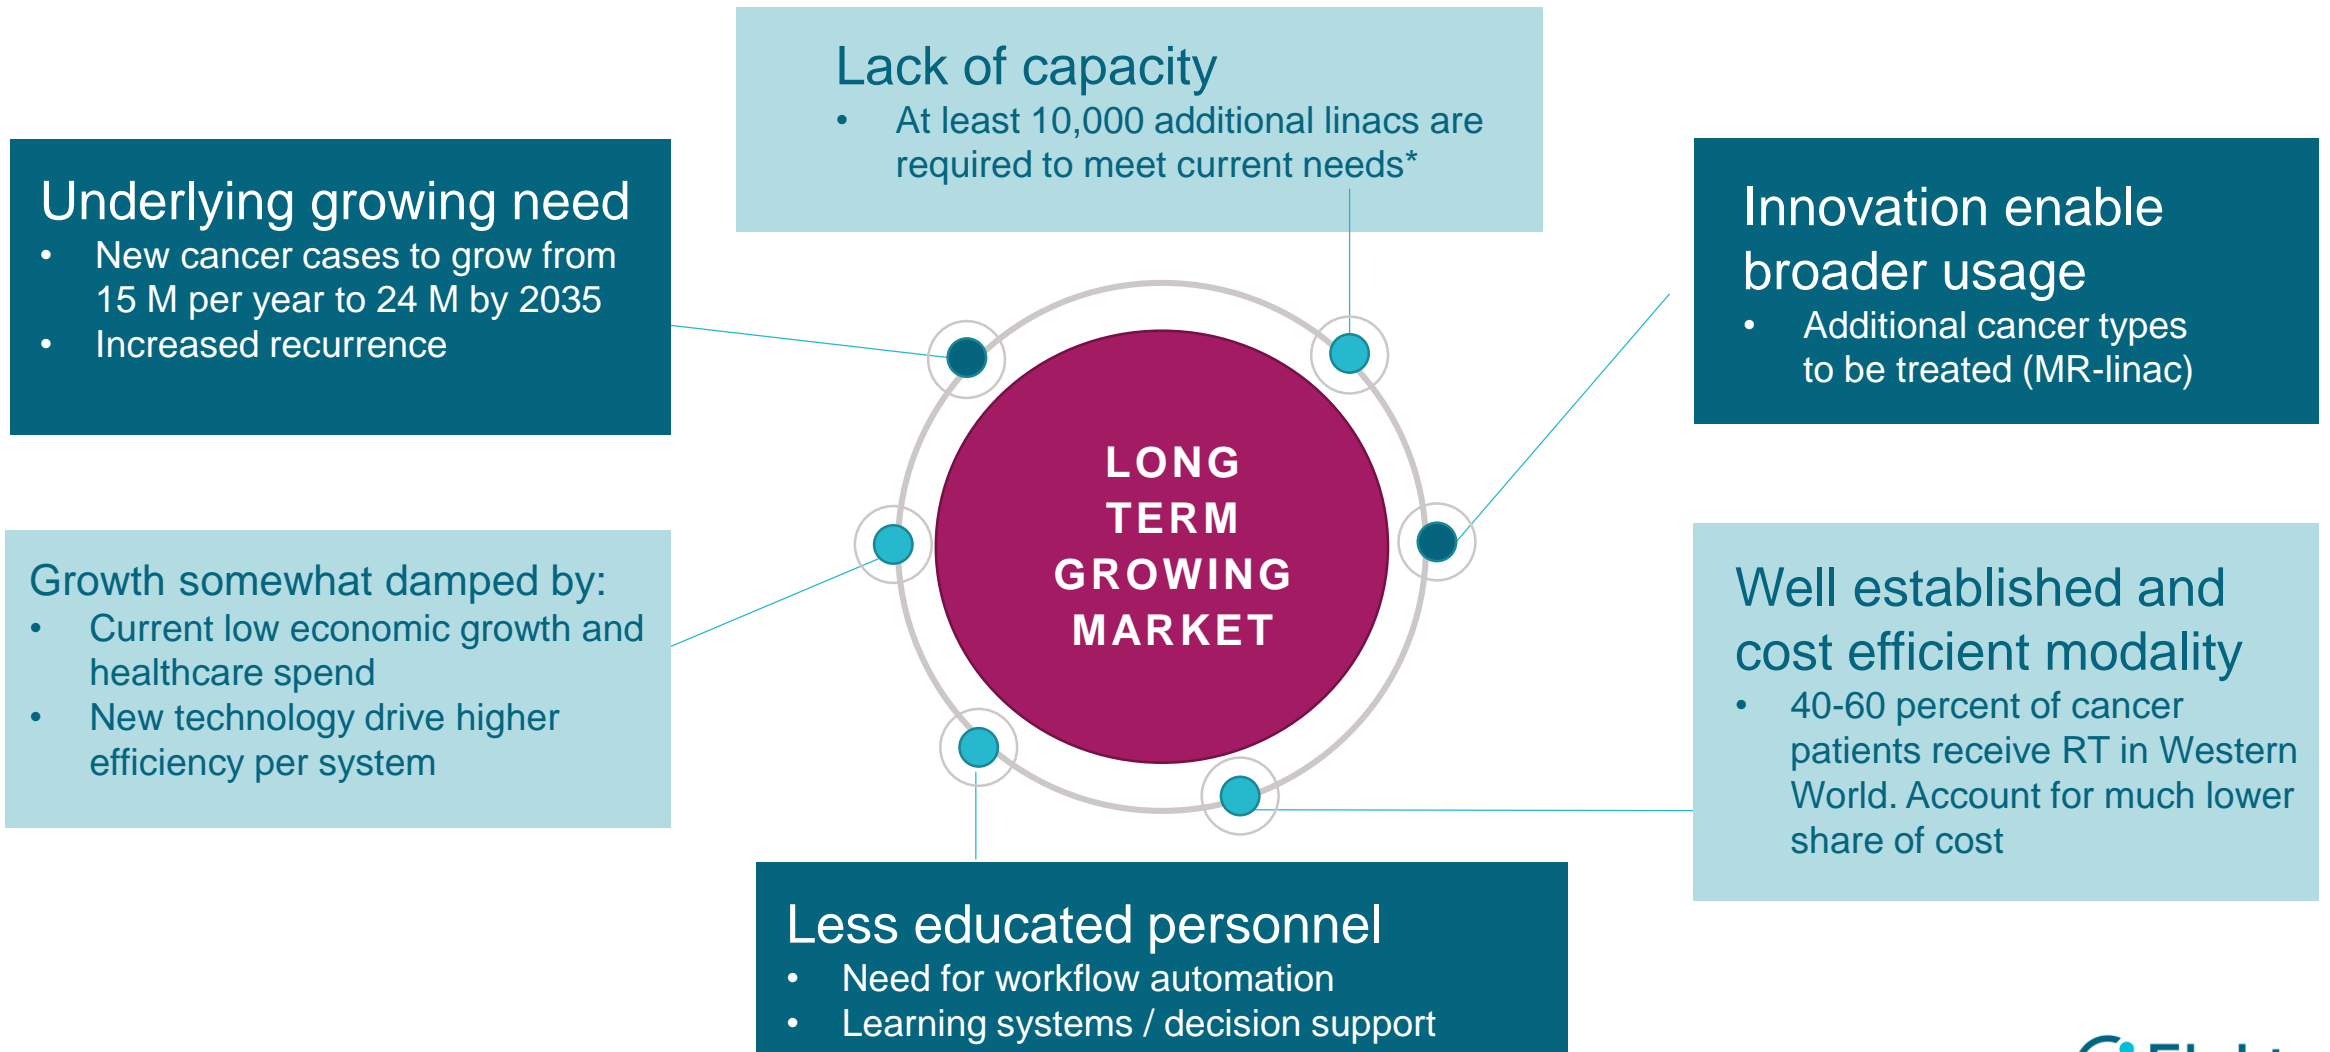 Lack of capacity
• At least 10,000 additional linacs are
required to meet current needs*
Underlying growing need
• New cancer cases to grow from
15 M per year to 24 M by 2035
• Increased recurrence
Innovation enable
broader usage
• Additional cancer types
to be treated (MR-linac)
LONG
TERM
GROWING
MARKET
Growth somewhat damped by:
• Current low economic growth and
healthcare spend
• New technology drive higher
efficiency per system
Well established and
cost efficient modality
• 40-60 percent of cancer
patients receive RT in Western
World. Account for much lower
share of cost
Less educated personnel
• Need for workflow automation
• Learning systems / decision support